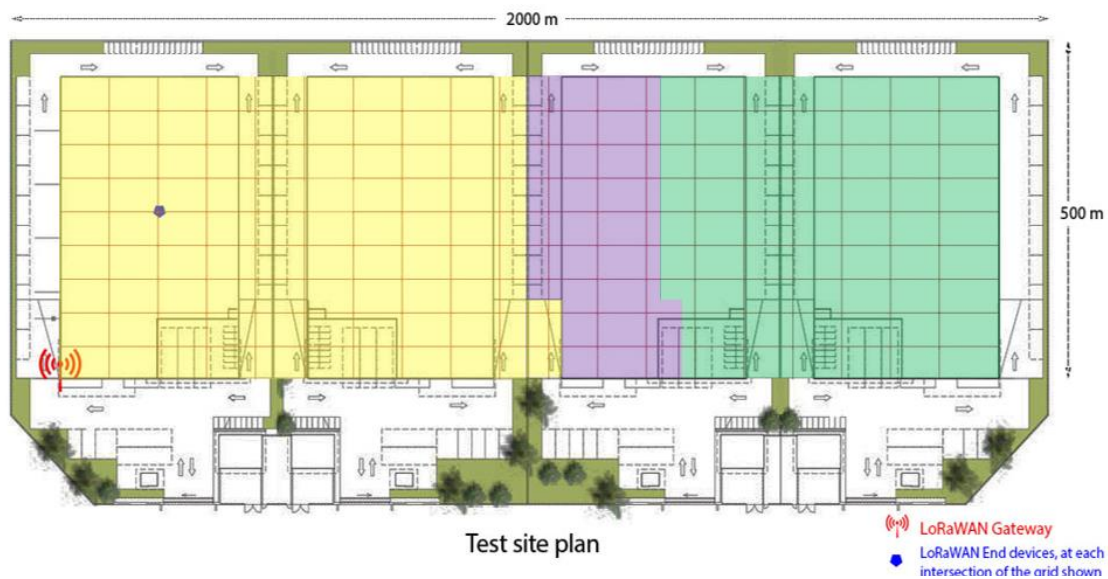 2000 m
500 m
Test site plan
LoRaWAN Gateway
LoRaWAN End devices, at each
intersection of the grid shown